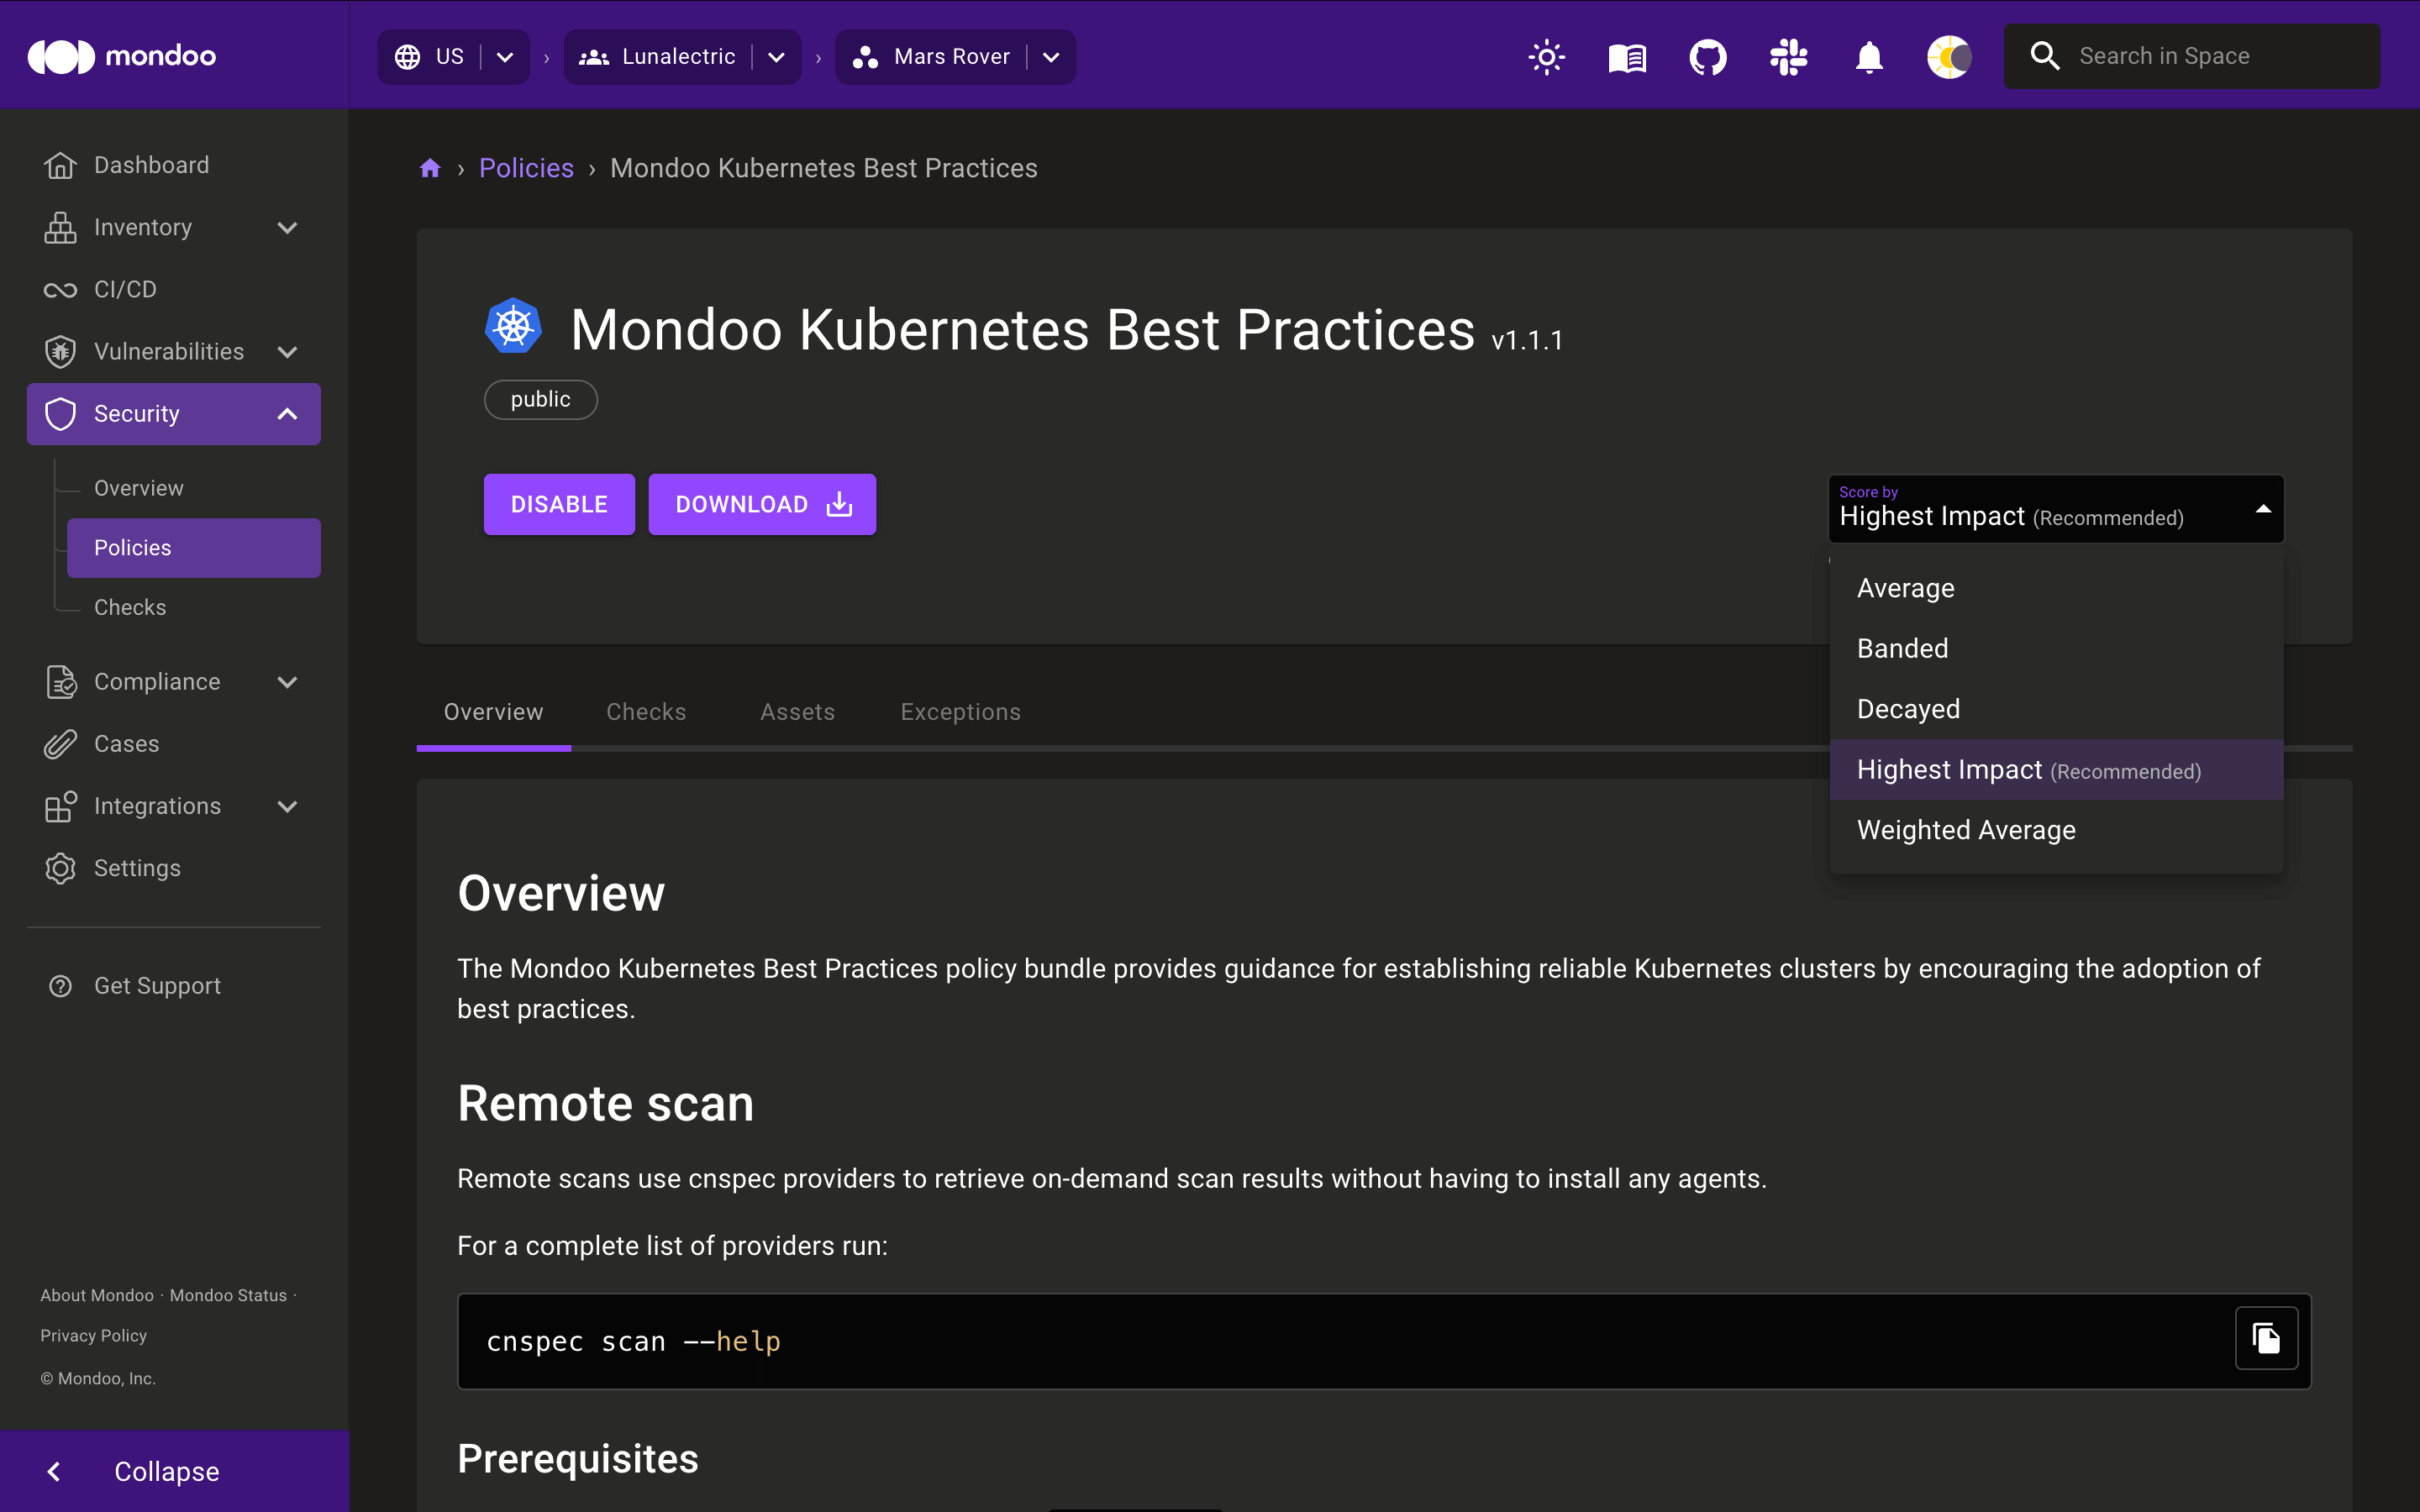 mondoo
US
Lunalectric
Mars Rover
Search in Space
Dashboard
Inventory
CI/CD
Vulnerabilities
Security
Overview
Policies
Checks
Compliance
Cases
Integrations
Settings
Get Support
About Mondoo · Mondoo Status ·
Privacy Policy
© Mondoo, Inc.
Collapse
› Policies › Mondoo Kubernetes Best Practices
Mondoo Kubernetes Best Practices v1.1.1
public
DISABLE
DOWNLOAD
Score by
Highest Impact (Recommended)
Average
Banded
Decayed
Highest Impact (Recommended)
Weighted Average
Overview
Checks
Assets
Exceptions
Overview
The Mondoo Kubernetes Best Practices policy bundle provides guidance for establishing reliable Kubernetes clusters by encouraging the adoption of
best practices.
Remote scan
Remote scans use cnspec providers to retrieve on-demand scan results without having to install any agents.
For a complete list of providers run:
cnspec scan --help
Prerequisites